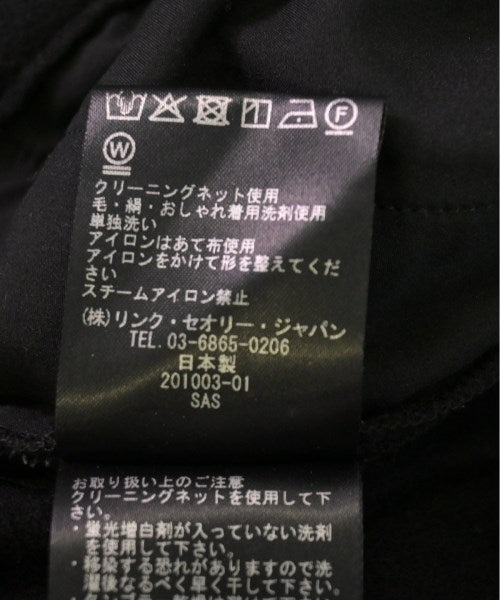 F
W
クリーニングネット使用
毛・絹・おしゃれ着用洗剤使用
単独洗い
アイロンはあて布使用
アイロンをかけて形を整えてくだ
さい
スチームアイロン禁止
(株)リンク・セオリー・ジャパン
TEL. 03-6865-0206
日本製
201003-01
SAS
お取り扱い上のご注意
クリーニングネットを使用して下
さい。
・蛍光増白剤が入っていない洗剤
を使用して下さい。
・移染する恐れがありますので洗
濯後なるべく早く干して下さい。